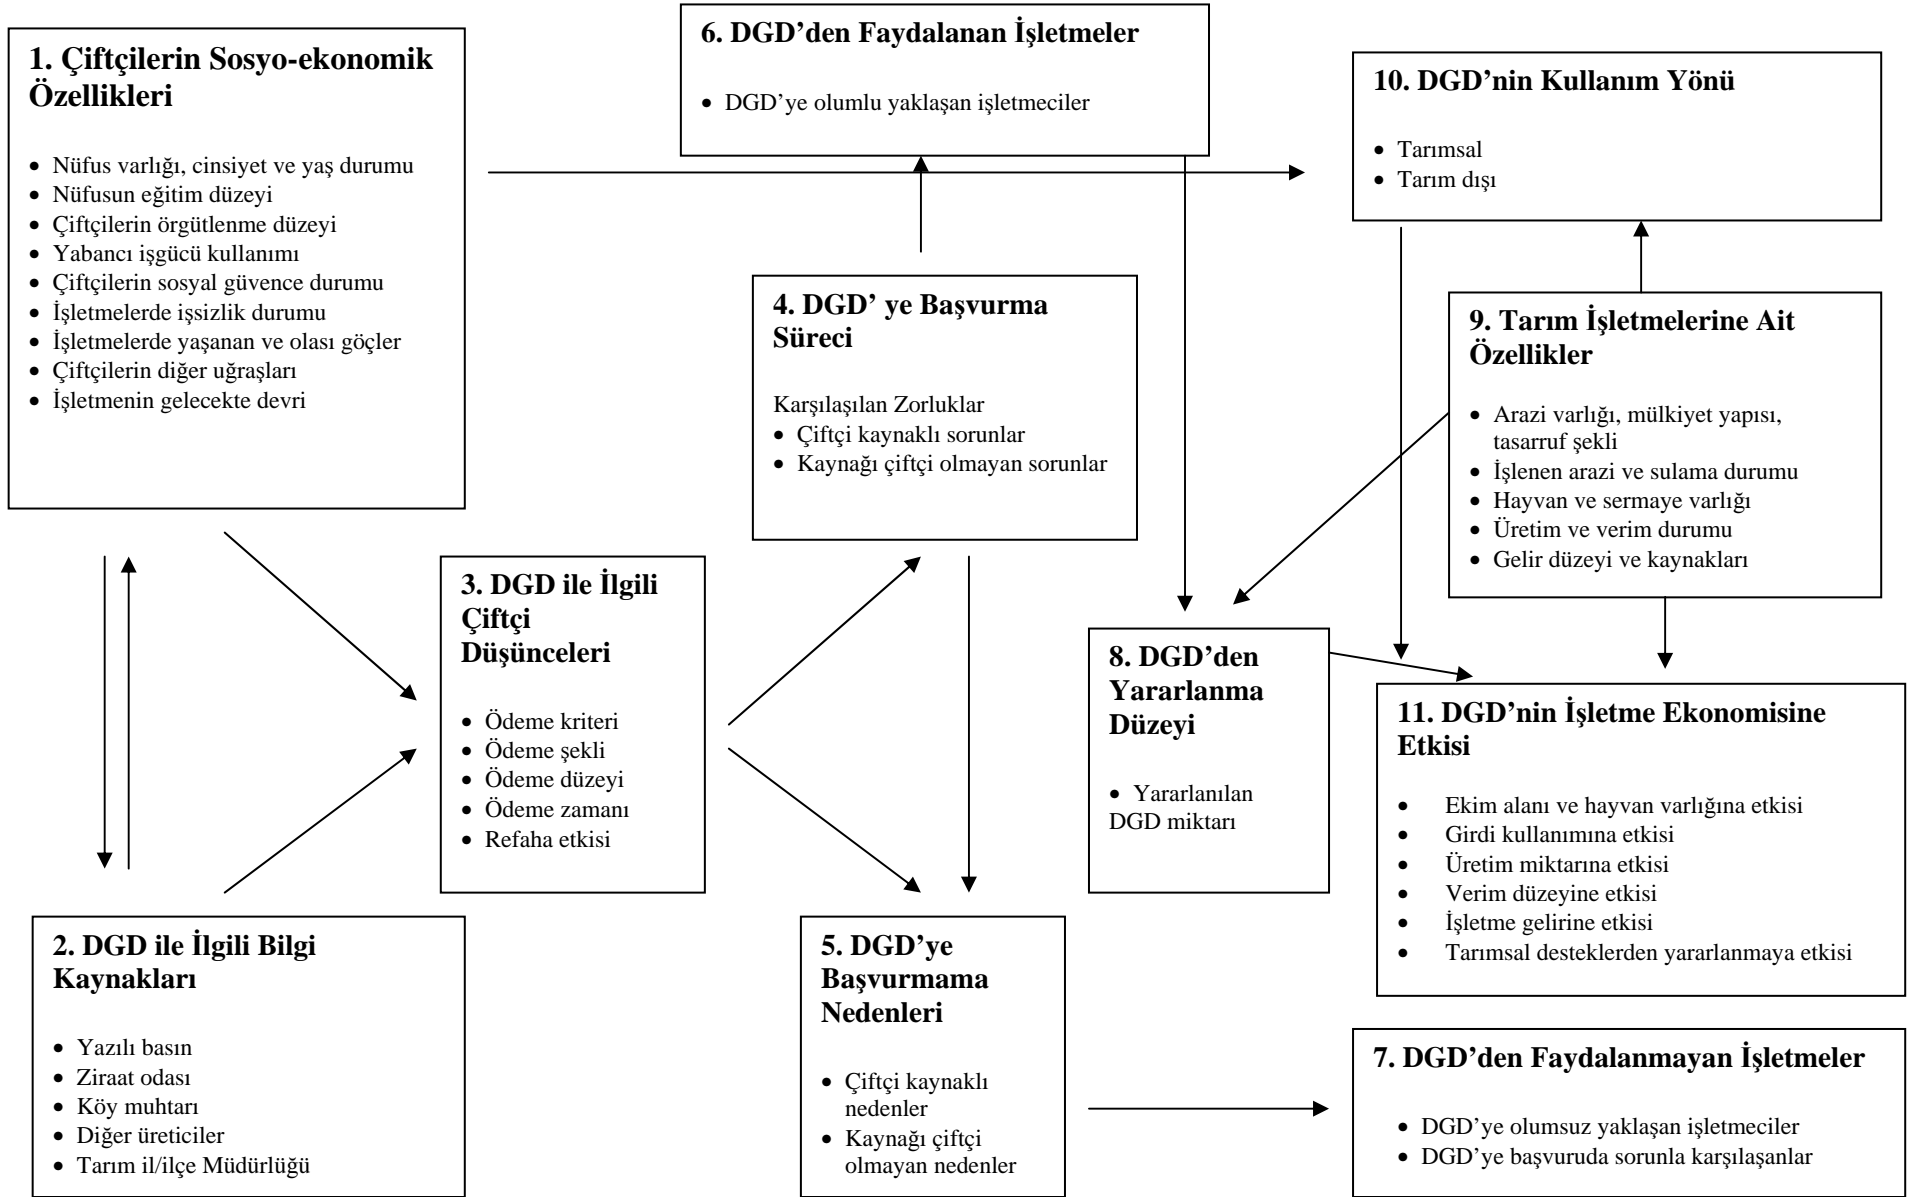 1. Çiftçilerin Sosyo-ekonomik
Özellikleri
• Nüfus varlığı, cinsiyet ve yaş durumu
• Nüfusun eğitim düzeyi
• Çiftçilerin örgütlenme düzeyi
• Yabancı işgücü kullanımı
• Çiftçilerin sosyal güvence durumu
• İşletmelerde işsizlik durumu
• İşletmelerde yaşanan ve olası göçler
• Çiftçilerin diğer uğraşları
• İşletmenin gelecekte devri
2. DGD ile İlgili Bilgi
Kaynakları
• Yazılı basın
• Ziraat odası
• Köy muhtarı
• Diğer üreticiler
• Tarım il/ilçe Müdürlüğü
3. DGD ile İlgili
Çiftçi
Düşünceleri
• Ödeme kriteri
• Ödeme şekli
• Ödeme düzeyi
• Ödeme zamanı
• Refaha etkisi
4. DGD’ ye Başvurma
Süreci
Karşılaşılan Zorluklar
• Çiftçi kaynaklı sorunlar
• Kaynağı çiftçi olmayan sorunlar
5. DGD’ye
Başvurmama
Nedenleri
• Çiftçi kaynaklı
nedenler
• Kaynağı çiftçi
olmayan nedenler
6. DGD’den Faydalanan İşletmeler
• DGD’ye olumlu yaklaşan işletmeciler
7. DGD’den Faydalanmayan İşletmeler
• DGD’ye olumsuz yaklaşan işletmeciler
• DGD’ye başvuruda sorunla karşılaşanlar
8. DGD’den
Yararlanma
Düzeyi
• Yararlanılan
DGD miktarı
9. Tarım İşletmelerine Ait
Özellikler
• Arazi varlığı, mülkiyet yapısı,
tasarruf şekli
• İşlenen arazi ve sulama durumu
• Hayvan ve sermaye varlığı
• Üretim ve verim durumu
• Gelir düzeyi ve kaynakları
10. DGD’nin Kullanım Yönü
• Tarımsal
• Tarım dışı
11. DGD’nin İşletme Ekonomisine
Etkisi
• Ekim alanı ve hayvan varlığına etkisi
• Girdi kullanımına etkisi
• Üretim miktarına etkisi
• Verim düzeyine etkisi
• İşletme gelirine etkisi
• Tarımsal desteklerden yararlanmaya etkisi